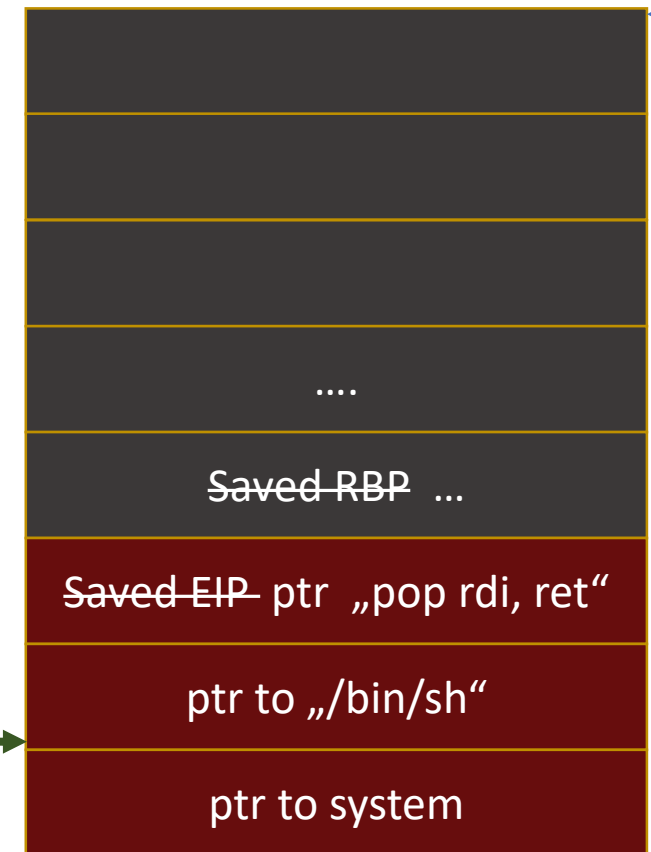 ....
Saved RBP ...
Saved EIP ptr „pop rdi, ret“
ptr to „/bin/sh“
ptr to system